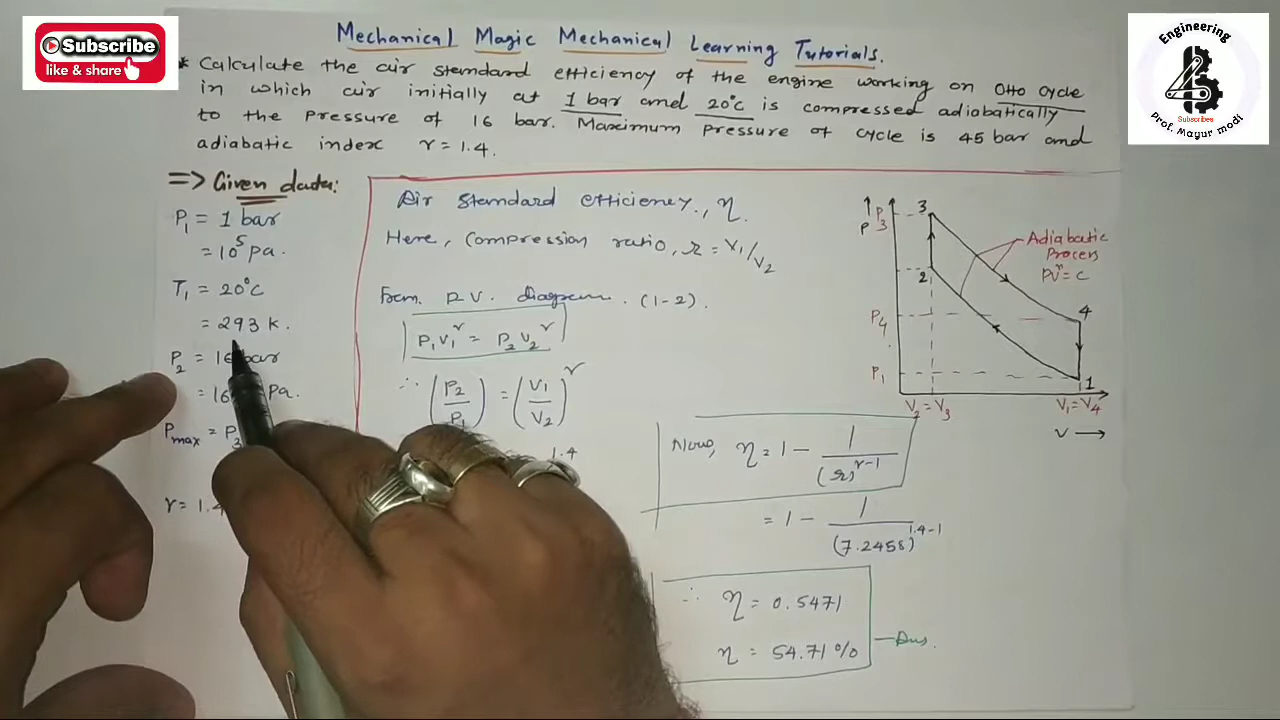 Subscribe
like & share
Engineering
Subscribes
Prof. Mayur modi
Mechanical Magic Mechanical Learning Tutorials.
* Calculate the air standard efficiency of the engine working on Otto cycle
in which air initially at 1 bar and 20°C is compressed adiabatically
to the pressure of 16 bar. Maximum pressure of cycle is 45 bar and
adiabatic index r = 1.4.
=> Given data:
P1 = 1 bar
= 10^5 pa.
T1 = 20°C
= 293 k.
P2 = 16 bar
= 16 Pa.
Pmax = P3
r = 1.4
Air standard efficiency., η.
Here, Compression ratio, r = V1/V2
From P.V. diagram. (1-2).
P1V1^r = P2V2^r
∴ (P2/P1) = (V1/V2)^r
1.4
Now, η = 1 - 1/(r)^r-1
= 1 - 1/(7.2458)^1.4-1
∴ η = 0.5471
η = 54.71% — Ans.
P
P3
3
2
P4
4
P1
1
V2 = V3
V1 = V4
V →
Adiabatic
Process
PV^r = C